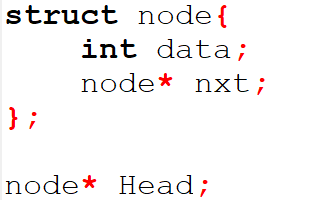 struct node{
    int data;
    node* nxt;
};

node* Head;